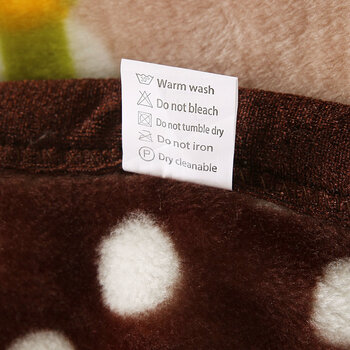 Warm wash
Do not bleach
Do not tumble dry
Do not iron
P Dry cleanable